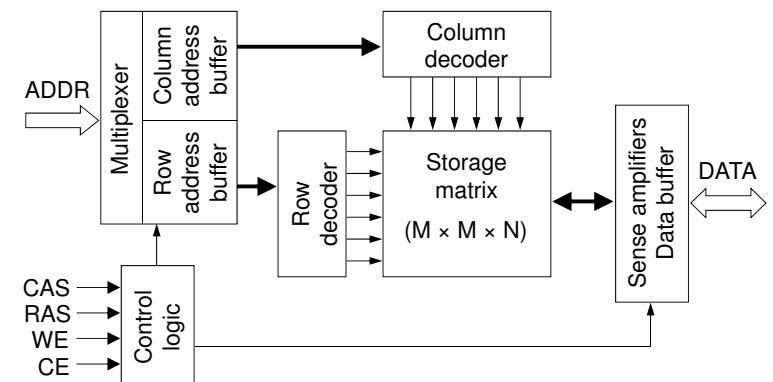 ADDR
Multiplexer
Column
address
buffer
Row
address
buffer
Column
decoder
Row
decoder
Storage
matrix
(M × M × N)
Sense amplifiers
Data buffer
DATA
CAS
RAS
WE
CE
Control
logic